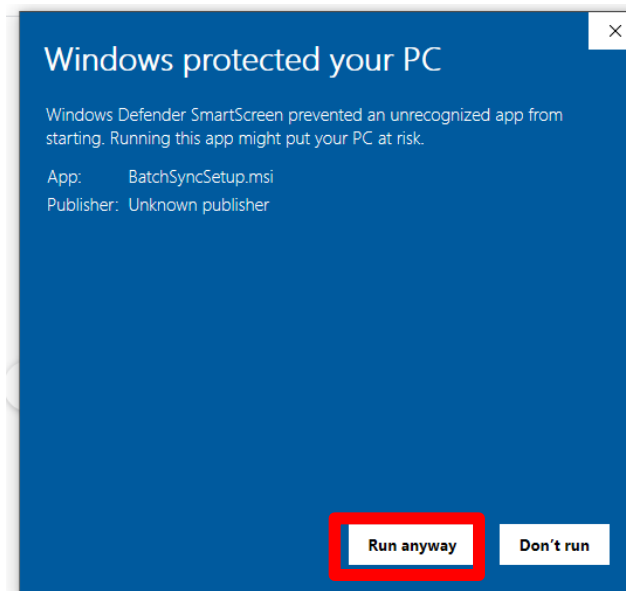 Windows protected your PC
Windows Defender SmartScreen prevented an unrecognized app from
starting. Running this app might put your PC at risk.
App: BatchSyncSetup.msi
Publisher: Unknown publisher
Run anyway Don’t run